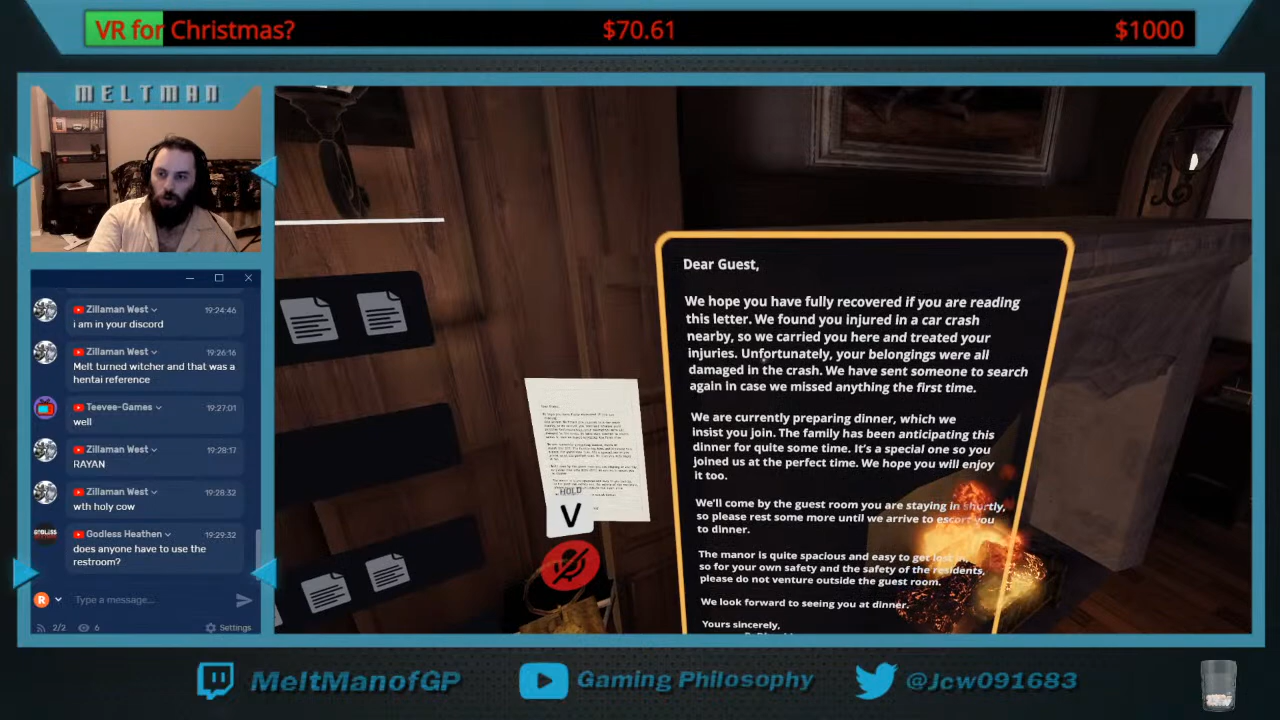 VR for Christmas?
$70.61
$1000
MELTMAN
Zillaman West
19:24:46
i am in your discord
Zillaman West
19:26:16
Melt turned witcher and that was a
hentai reference
Teevee-Games
19:27:01
well
Zillaman West
19:28:17
RAYAN
Zillaman West
19:28:32
wth holy cow
Godless Heathen
19:29:32
does anyone have to use the
restroom?
R
Type a message...
2/2
6
Settings
HOLD
V
Dear Guest,
We hope you have fully recovered if you are reading
this letter. We found you injured in a car crash
nearby, so we carried you here and treated your
injuries. Unfortunately, your belongings were all
damaged in the crash. We have sent someone to search
again in case we missed anything the first time.
We are currently preparing dinner, which we
insist you join. The family has been anticipating this
dinner for quite some time. It's a special one so you
joined us at the perfect time. We hope you will enjoy
it too.
We'll come by the guest room you are staying in shortly,
so please rest some more until we arrive to escort you
to dinner.
The manor is quite spacious and easy to get lost in,
so for your own safety and the safety of the residents,
please do not venture outside the guest room.
We look forward to seeing you at dinner.
Yours sincerely,
MeltManofGP
Gaming Philosophy
@Jcw091683